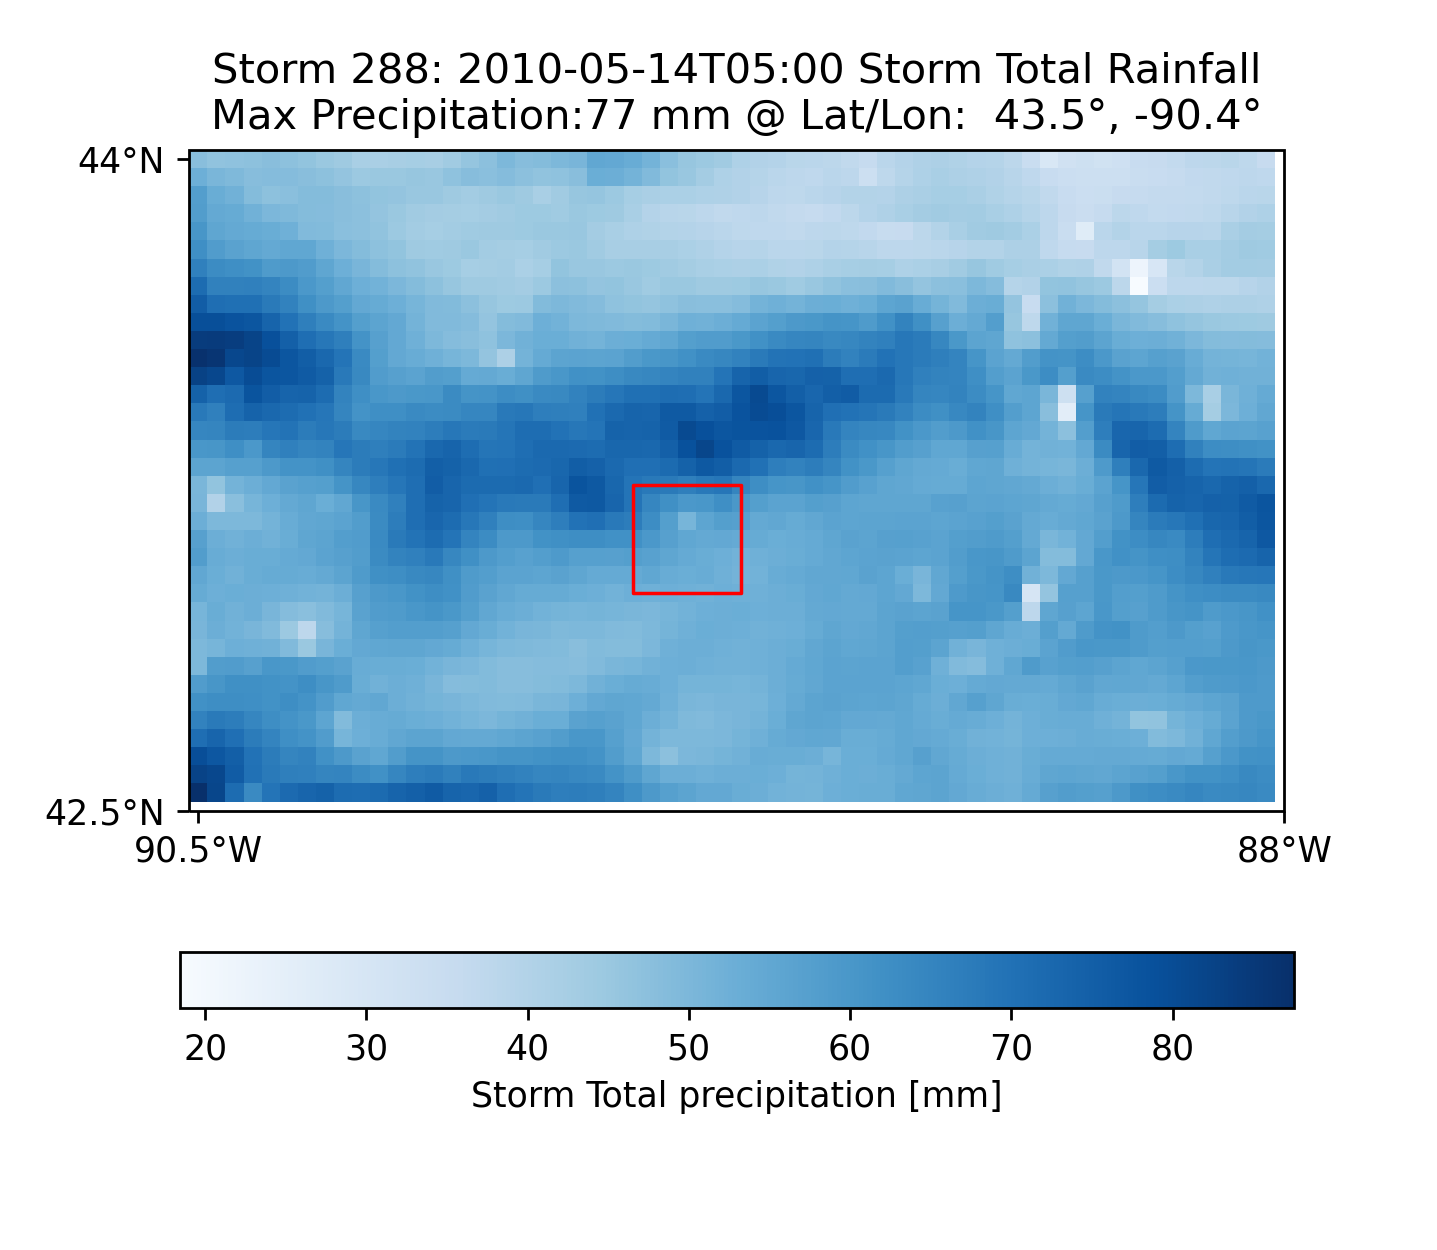 Storm 288: 2010-05-14T05:00 Storm Total Rainfall
Max Precipitation:77 mm @ Lat/Lon:  43.5°, -90.4°
44°N
42.5°N
90.5°W 88°W
20 30 40 50 60 70 80
Storm Total precipitation [mm]